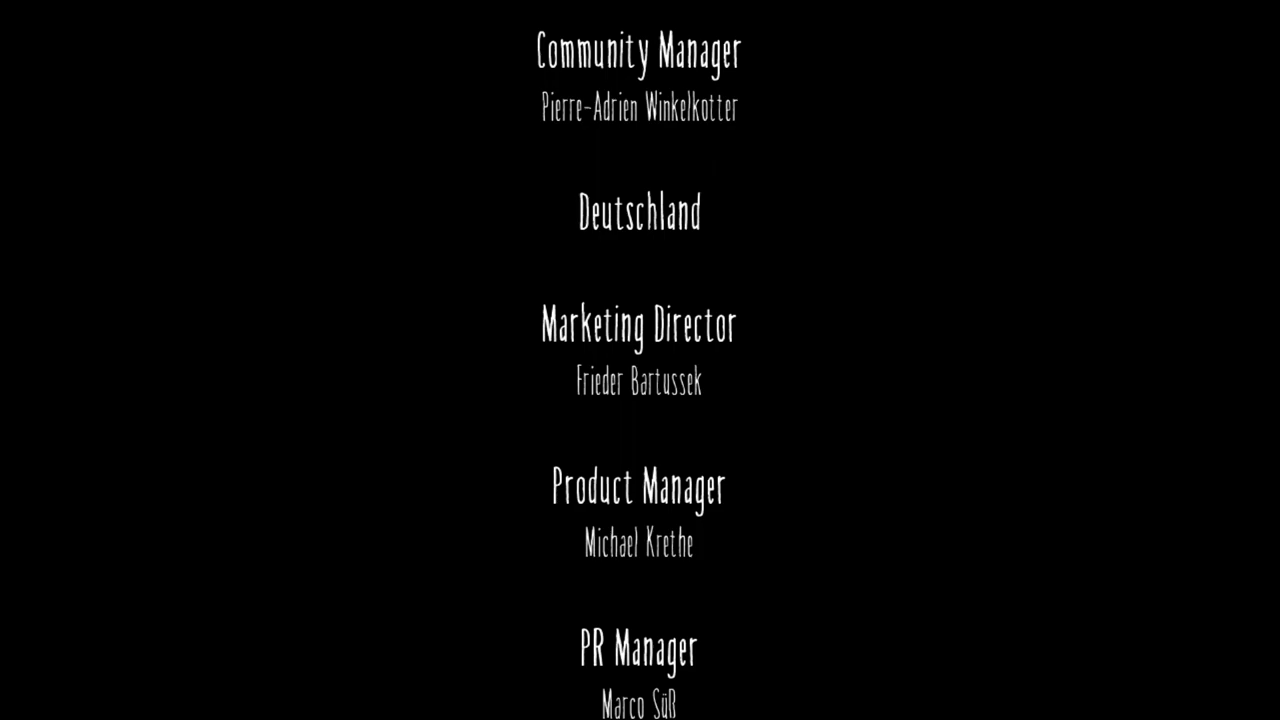 Community Manager
Pierre-Adrien Winkelkotter
Deutschland
Marketing Director
Frieder Bartussek
Product Manager
Michael Krethe
PR Manager
Marco Süß